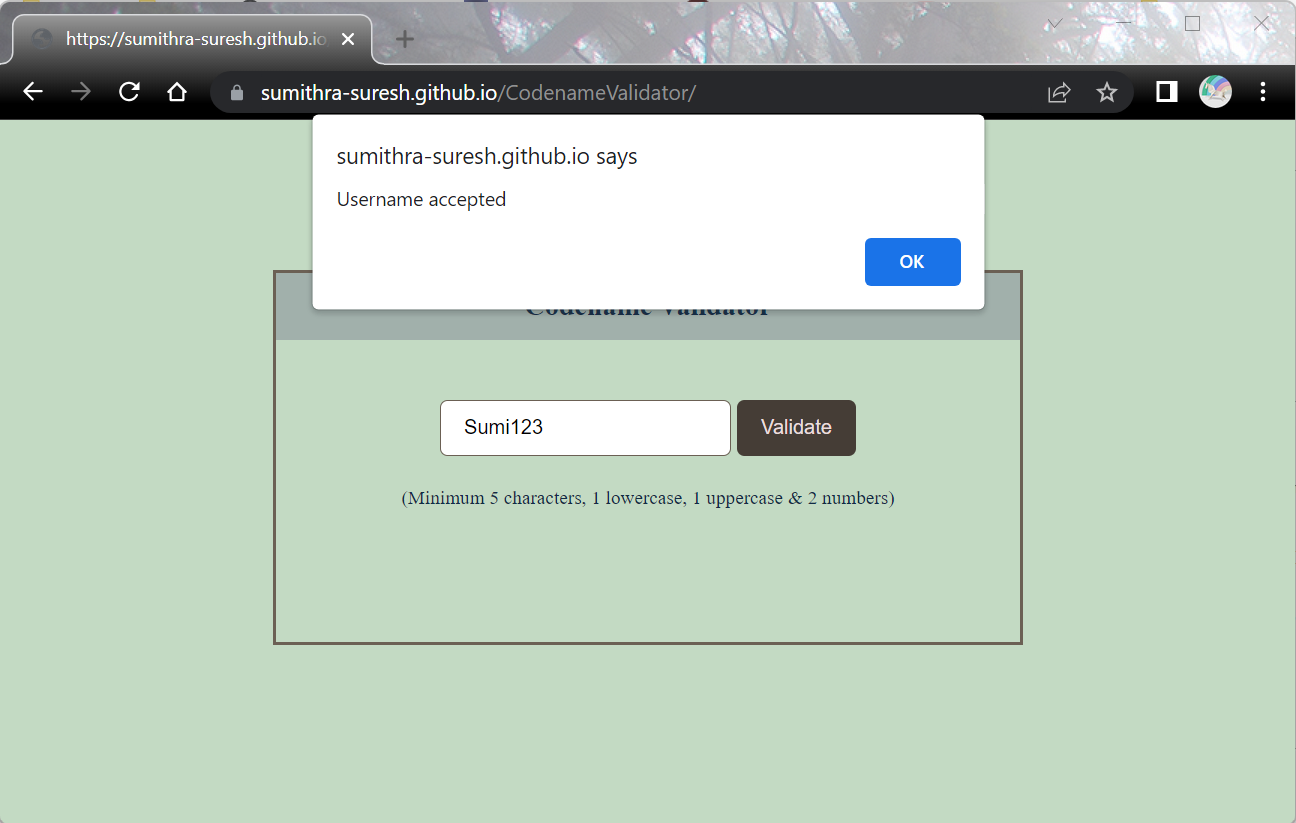 https://sumithra-suresh.github.io
sumithra-suresh.github.io/CodenameValidator/
sumithra-suresh.github.io says
Username accepted
OK
Codename Validator
Sumi123
Validate
(Minimum 5 characters, 1 lowercase, 1 uppercase & 2 numbers)